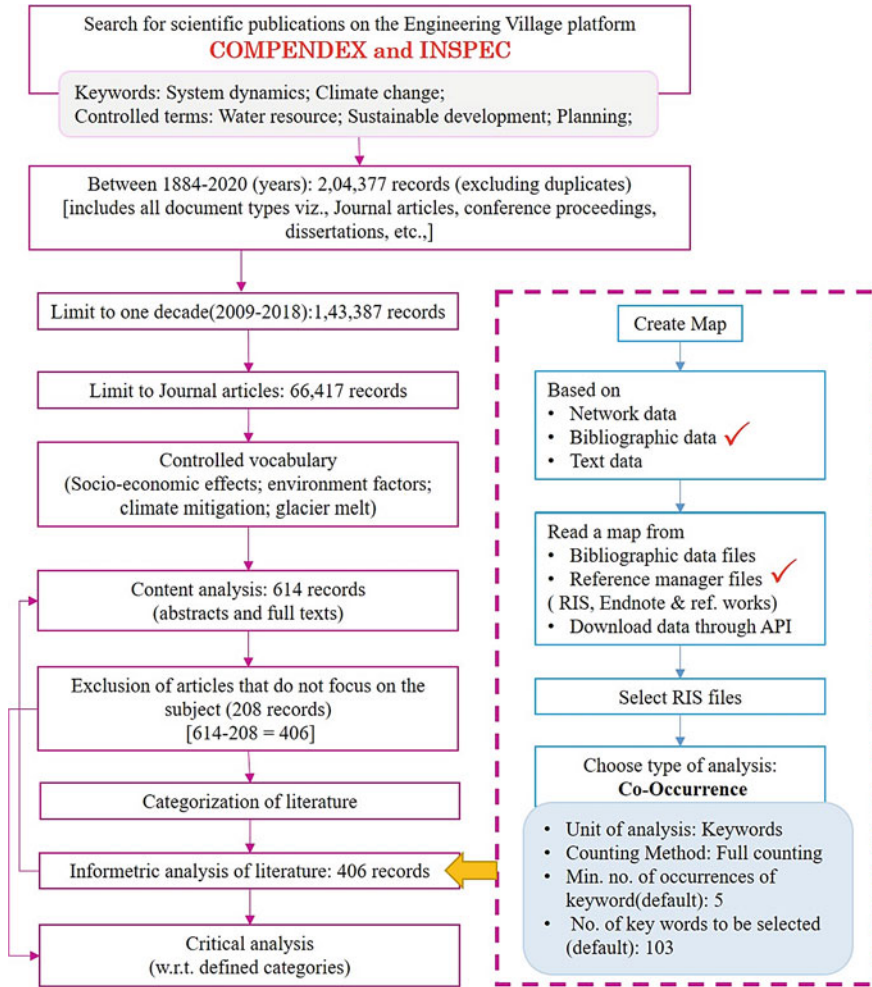 Search for scientific publications on the Engineering Village platform
COMPENDEX and INSPEC
Keywords: System dynamics; Climate change;
Controlled terms: Water resource; Sustainable development; Planning;
Between 1884-2020 (years): 2,04,377 records (excluding duplicates)
[includes all document types viz., Journal articles, conference proceedings,
dissertations, etc.,]
Limit to one decade(2009-2018):1,43,387 records
Limit to Journal articles: 66,417 records
Controlled vocabulary
(Socio-economic effects; environment factors;
climate mitigation; glacier melt)
Content analysis: 614 records
(abstracts and full texts)
Exclusion of articles that do not focus on the
subject (208 records)
[614-208 = 406]
Categorization of literature
Informetric analysis of literature: 406 records
Critical analysis
(w.r.t. defined categories)
Create Map
Based on
• Network data
• Bibliographic data ✓
• Text data
Read a map from
• Bibliographic data files
• Reference manager files ✓
( RIS, Endnote & ref. works)
• Download data through API
Select RIS files
Choose type of analysis:
Co-Occurrence
• Unit of analysis: Keywords
• Counting Method: Full counting
• Min. no. of occurrences of
keyword(default): 5
• No. of key words to be selected
(default): 103